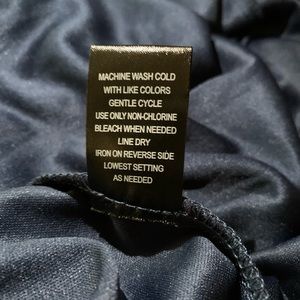 MACHINE WASH COLD
WITH LIKE COLORS
GENTLE CYCLE
USE ONLY NON-CHLORINE
BLEACH WHEN NEEDED
LINE DRY
IRON ON REVERSE SIDE
LOWEST SETTING
AS NEEDED